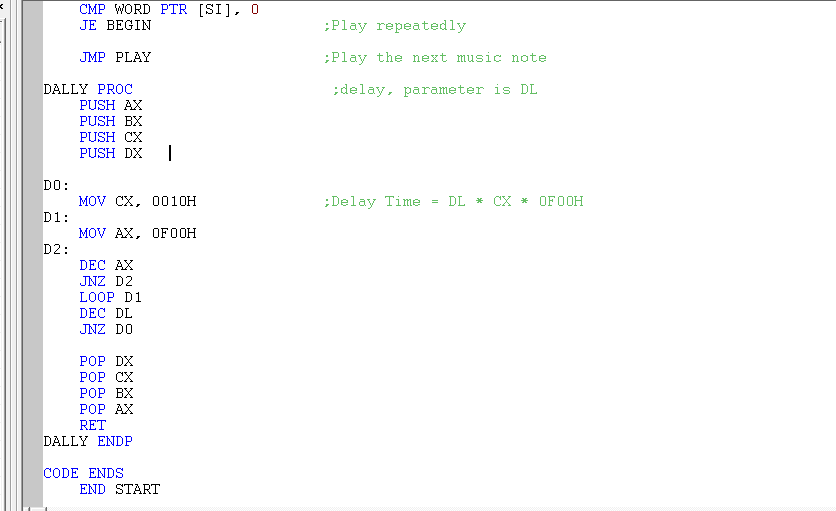 CMP WORD PTR [SI], 0
JE BEGIN ;Play repeatedly
JMP PLAY ;Play the next music note
DALLY PROC ;delay, parameter is DL
PUSH AX
PUSH BX
PUSH CX
PUSH DX
D0:
MOV CX, 0010H ;Delay Time = DL * CX * 0F00H
D1:
MOV AX, 0F00H
D2:
DEC AX
JNZ D2
LOOP D1
DEC DL
JNZ D0
POP DX
POP CX
POP BX
POP AX
RET
DALLY ENDP
CODE ENDS
END START